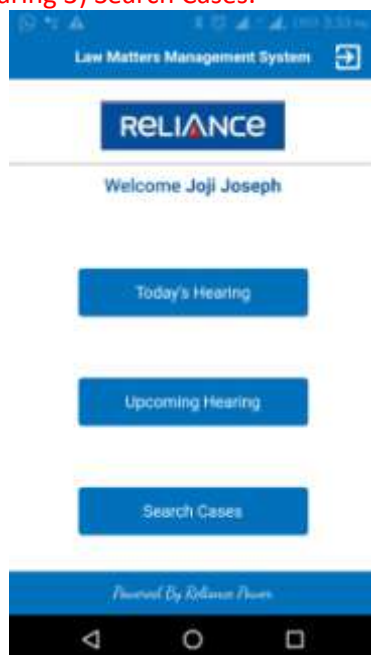 aring 3) Search Cases.
Law Matters Management System
RELIANCE
Welcome Joji Joseph
Today's Hearing
Upcoming Hearing
Search Cases
Powered By Reliance Power